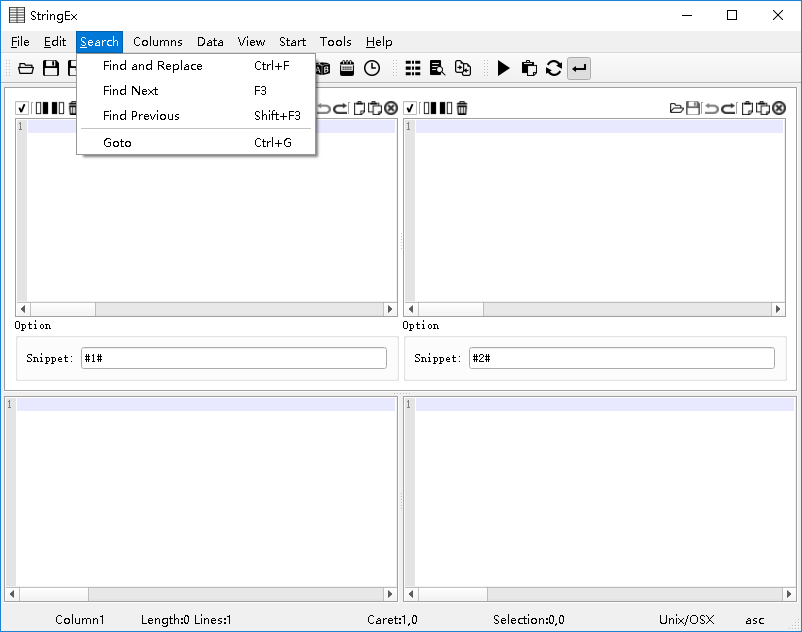 StringEx
File Edit Search Columns Data View Start Tools Help
Find and Replace Ctrl+F
Find Next F3
Find Previous Shift+F3
Goto Ctrl+G
1 1
Option Option
Snippet: #1# Snippet: #2#
1 1
Column1 Length:0 Lines:1 Caret:1,0 Selection:0,0 Unix/OSX asc